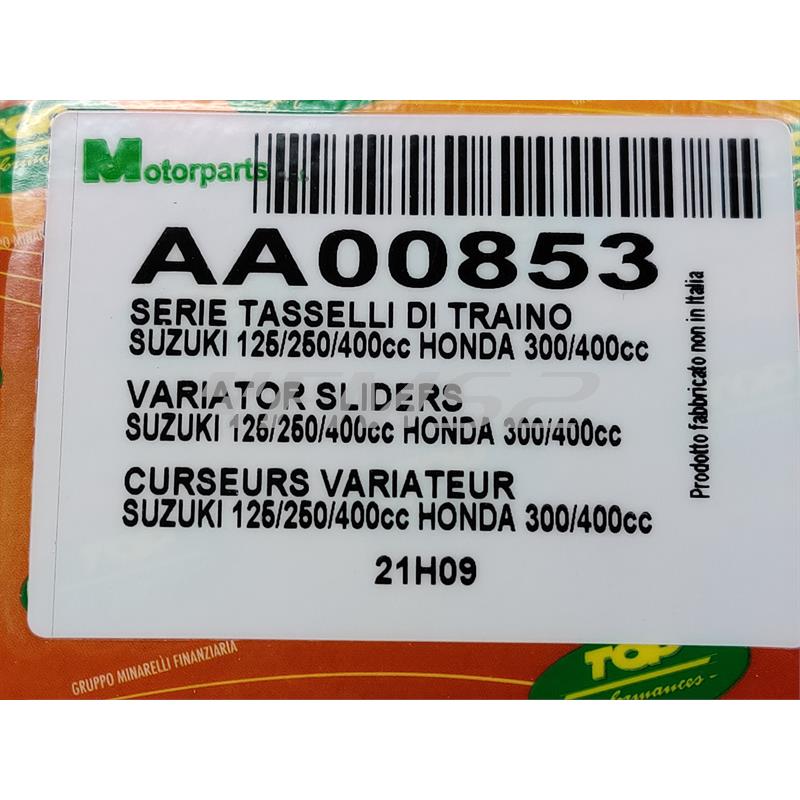 Motorparts
AA00853
SERIE TASSELLI DI TRAINO
SUZUKI 125/250/400cc HONDA 300/400cc
VARIATOR SLIDERS
SUZUKI 125/250/400cc HONDA 300/400cc
CURSEURS VARIATEUR
SUZUKI 125/250/400cc HONDA 300/400cc
21H09
Prodotto fabbricato non in Italia
GRUPPO MINARELLI FINANZIARIA
TOP